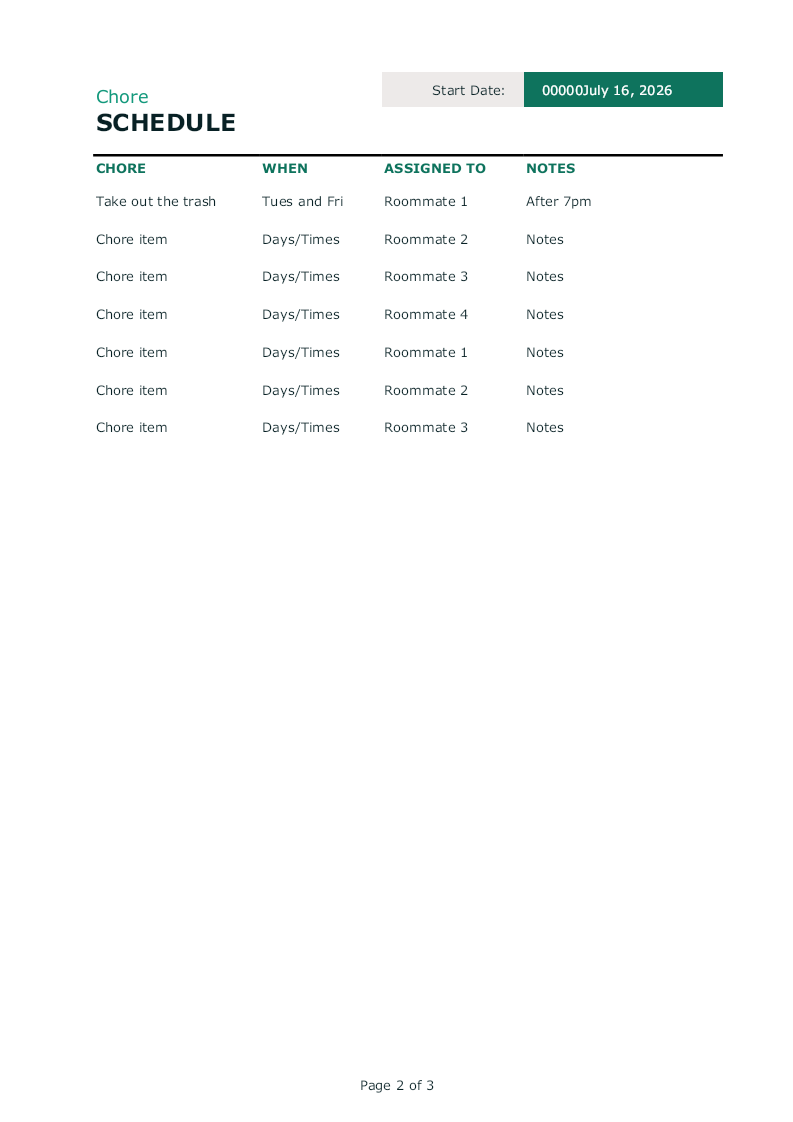 Start Date: 00000July 16, 2026
Chore
SCHEDULE
CHORE WHEN ASSIGNED TO NOTES
Take out the trash Tues and Fri Roommate 1 After 7pm
Chore item Days/Times Roommate 2 Notes
Chore item Days/Times Roommate 3 Notes
Chore item Days/Times Roommate 4 Notes
Chore item Days/Times Roommate 1 Notes
Chore item Days/Times Roommate 2 Notes
Chore item Days/Times Roommate 3 Notes
Page 2 of 3